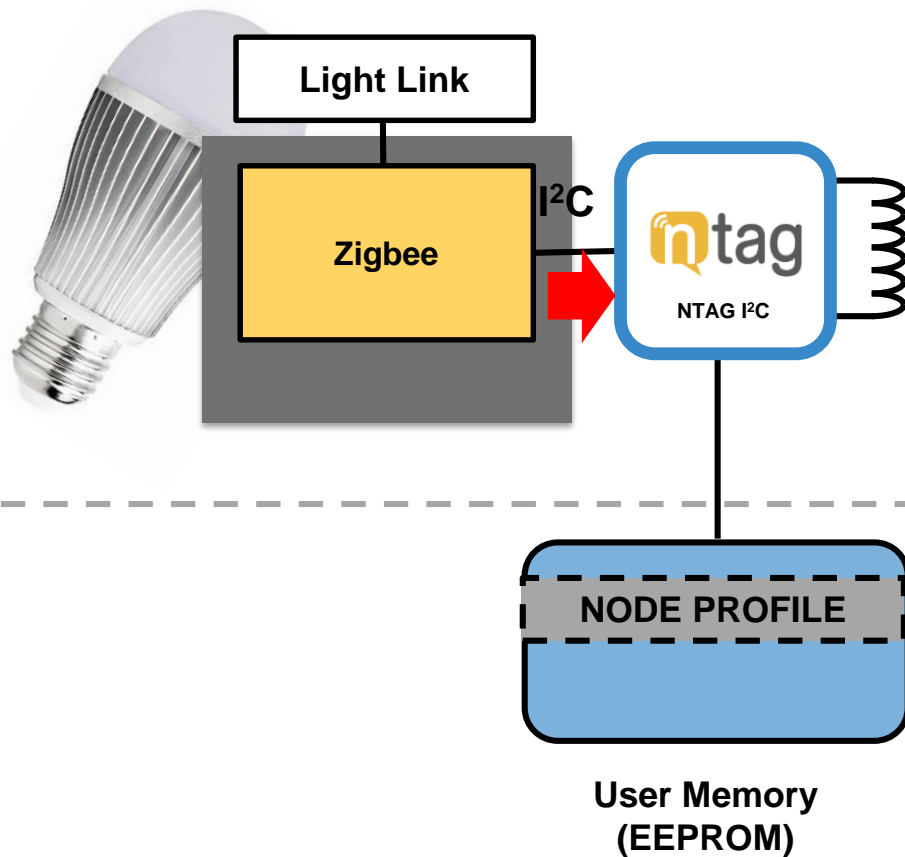 Light Link
I²C
Zigbee
ntag
NTAG I²C
NODE PROFILE
User Memory
(EEPROM)